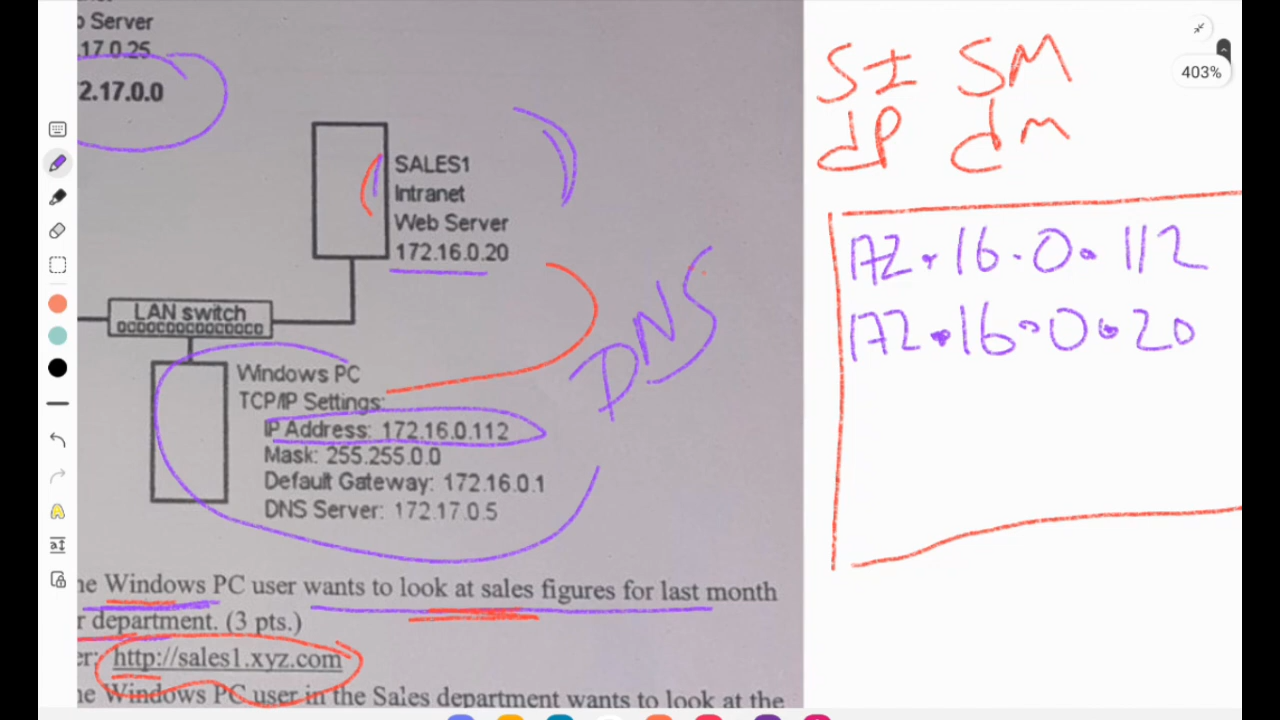 b Server
.17.0.25
2.17.0.0
SALES1
Intranet
Web Server
172.16.0.20
LAN switch
Windows PC
TCP/IP Settings:
IP Address: 172.16.0.112
Mask: 255.255.0.0
Default Gateway: 172.16.0.1
DNS Server: 172.17.0.5
DNS
he Windows PC user wants to look at sales figures for last month
r department. (3 pts.)
er: http://sales1.xyz.com
he Windows PC user in the Sales department wants to look at the
403%
SI SM
dP dm
172.16.0.112
172.16.0.20